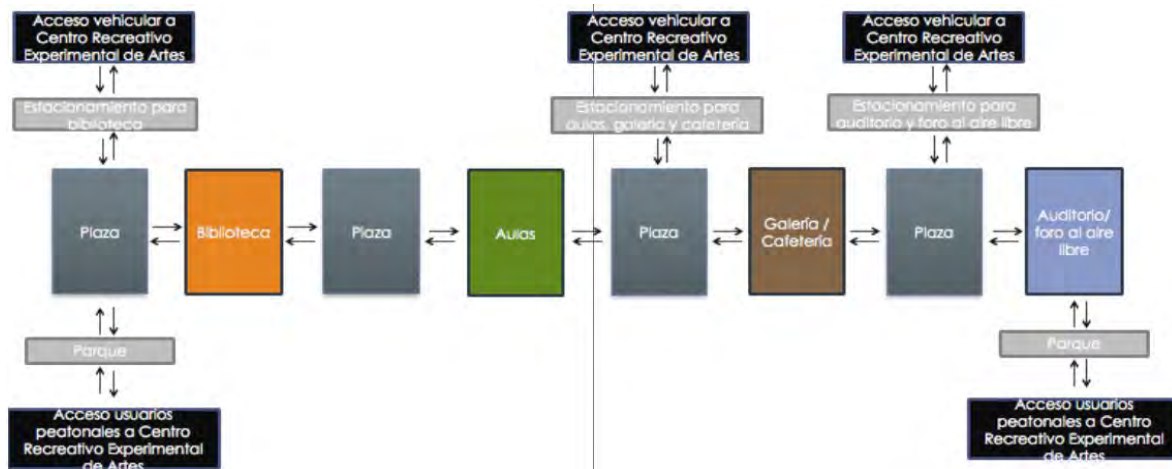 Acceso vehicular a
Centro Recreativo
Experimental de Artes
Acceso vehicular a
Centro Recreativo
Experimental de Artes
Acceso vehicular a
Centro Recreativo
Experimental de Artes
Estacionamiento para
biblioteca
Estacionamiento para
aulas, galería y cafetería
Estacionamiento para
auditorio y foro al aire libre
Plaza
Biblioteca
Plaza
Aulas
Plaza
Galería /
Cafetería
Plaza
Auditorio/
foro al aire
libre
Parque
Parque
Acceso usuarios
peatonales a Centro
Recreativo Experimental
de Artes
Acceso usuarios
peatonales a Centro
Recreativo Experimental
de Artes